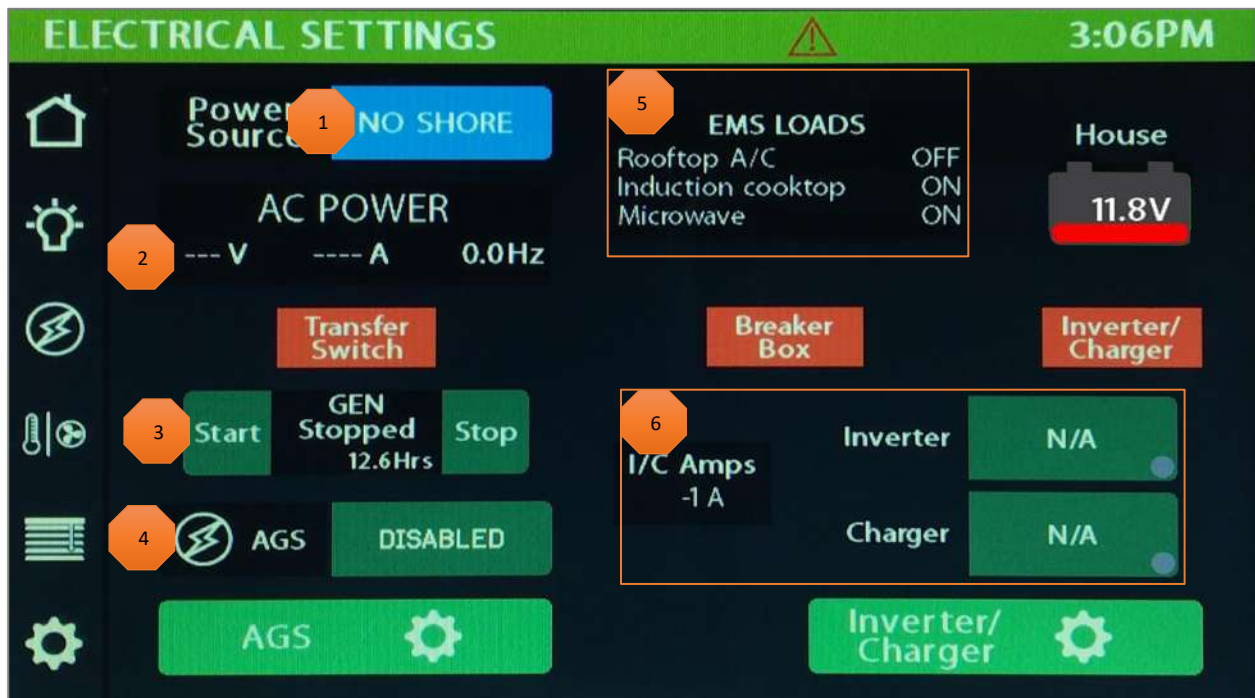 ELECTRICAL SETTINGS
3:06PM
Power
Source
1
NO SHORE
AC POWER
2
--- V ---- A 0.0Hz
5
EMS LOADS
Rooftop A/C OFF
Induction cooktop ON
Microwave ON
House
11.8V
Transfer
Switch
Breaker
Box
Inverter/
Charger
3
Start
GEN
Stopped
12.6Hrs
Stop
4
AGS
DISABLED
6
I/C Amps
-1 A
Inverter
N/A
Charger
N/A
AGS
Inverter/
Charger